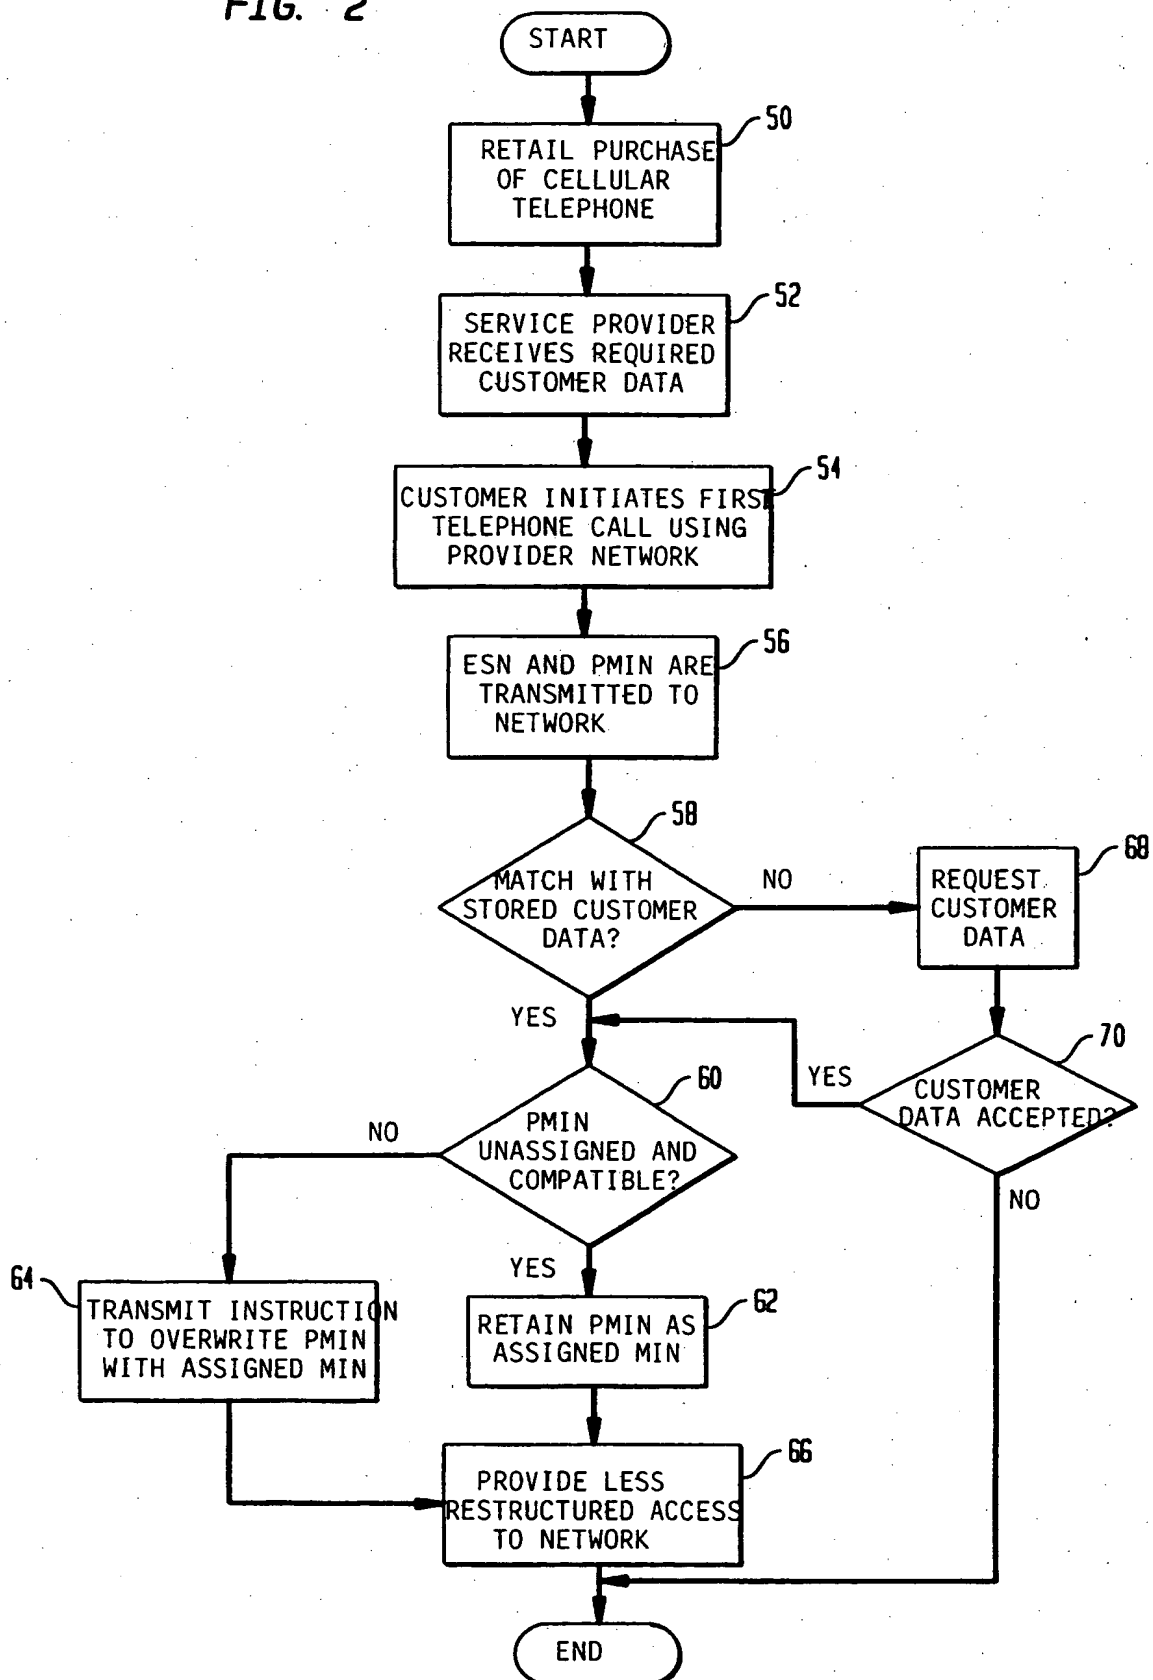 FIG. 2
START
50
RETAIL PURCHASE
OF CELLULAR
TELEPHONE
52
SERVICE PROVIDER
RECEIVES REQUIRED
CUSTOMER DATA
54
CUSTOMER INITIATES FIRST
TELEPHONE CALL USING
PROVIDER NETWORK
56
ESN AND PMIN ARE
TRANSMITTED TO
NETWORK
58
MATCH WITH
STORED CUSTOMER
DATA?
NO
68
REQUEST
CUSTOMER
DATA
YES
70
CUSTOMER
DATA ACCEPTED?
YES
NO
60
PMIN
UNASSIGNED AND
COMPATIBLE?
NO
YES
64
TRANSMIT INSTRUCTION
TO OVERWRITE PMIN
WITH ASSIGNED MIN
62
RETAIN PMIN AS
ASSIGNED MIN
66
PROVIDE LESS
RESTRUCTURED ACCESS
TO NETWORK
END